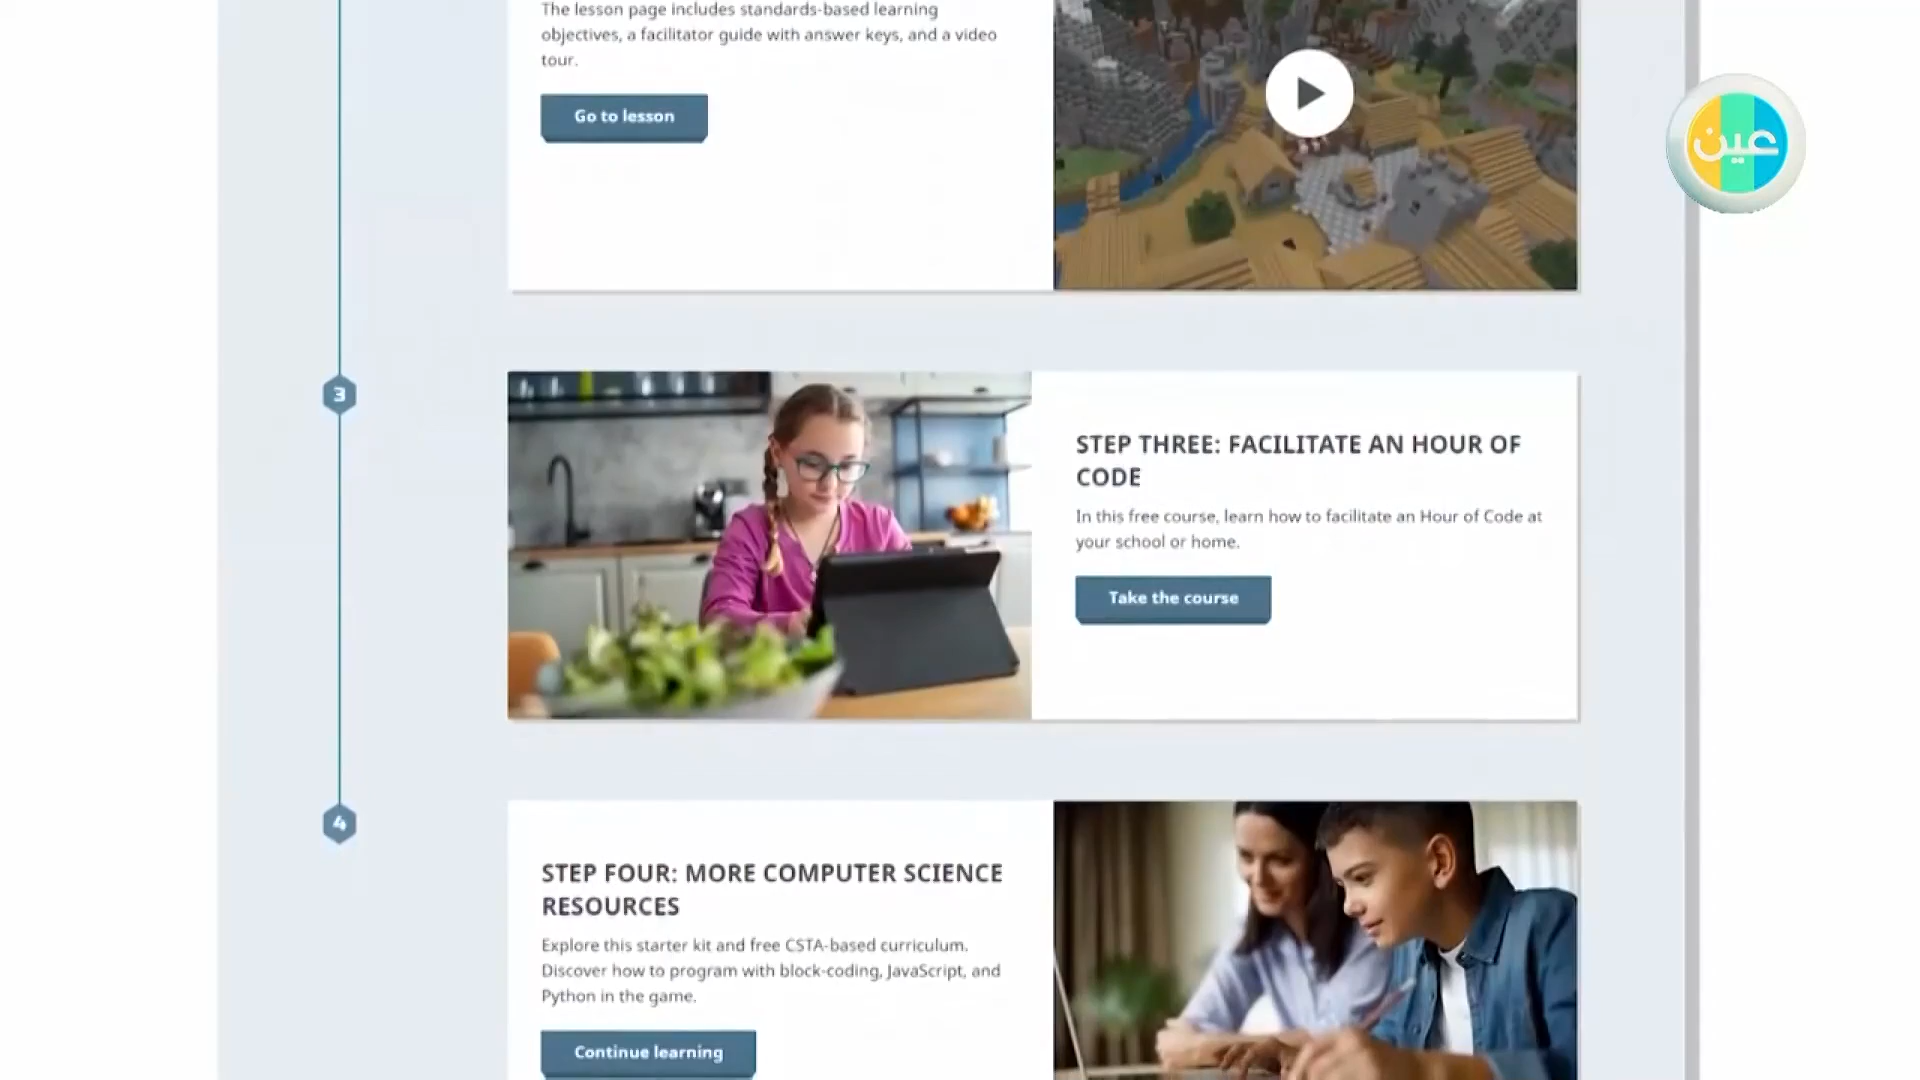 The lesson page includes standards-based learning
objectives, a facilitator guide with answer keys, and a video
tour.
Go to lesson
عين
3
STEP THREE: FACILITATE AN HOUR OF
CODE
In this free course, learn how to facilitate an Hour of Code at
your school or home.
Take the course
4
STEP FOUR: MORE COMPUTER SCIENCE
RESOURCES
Explore this starter kit and free CSTA-based curriculum.
Discover how to program with block-coding, JavaScript, and
Python in the game.
Continue learning